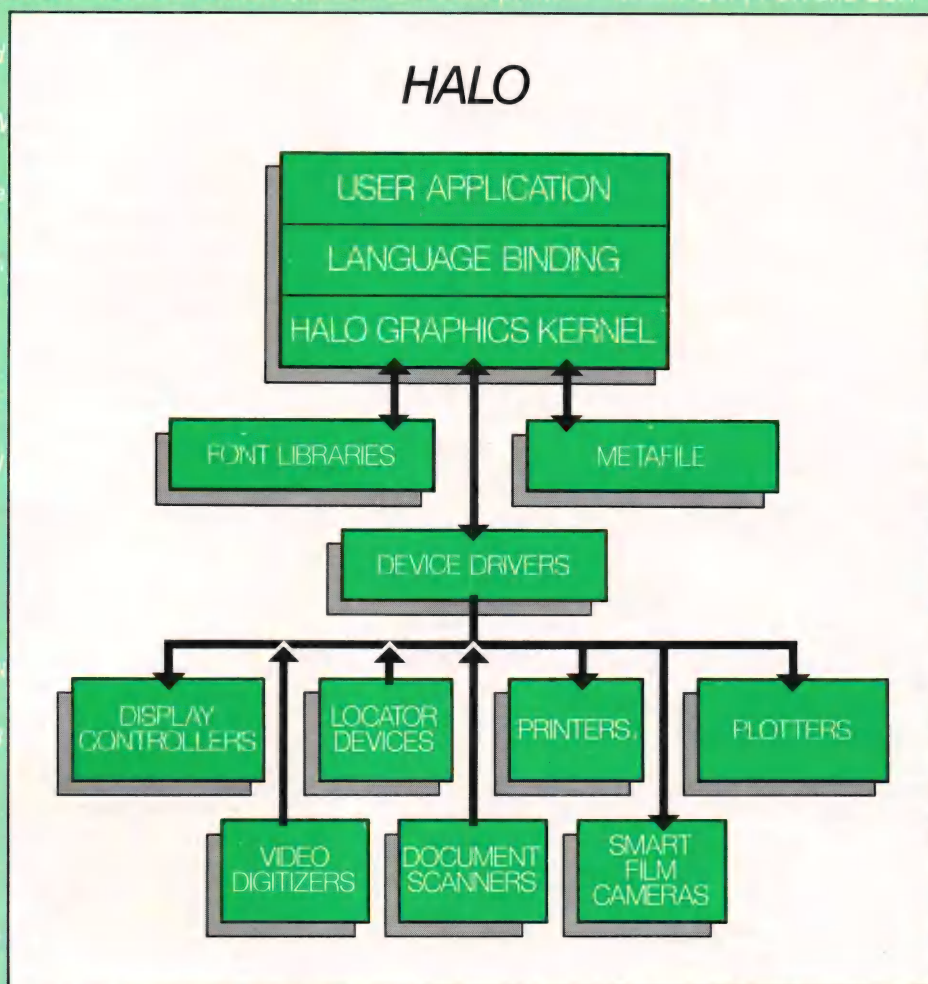 HALO
USER APPLICATION
LANGUAGE BINDING
HALO GRAPHICS KERNEL
FONT LIBRARIES
METAFILE
DEVICE DRIVERS
DISPLAY
CONTROLLERS
LOCATOR
DEVICES
PRINTERS
PLOTTERS
VIDEO
DIGITIZERS
DOCUMENT
SCANNERS
SMART
FILM
CAMERAS